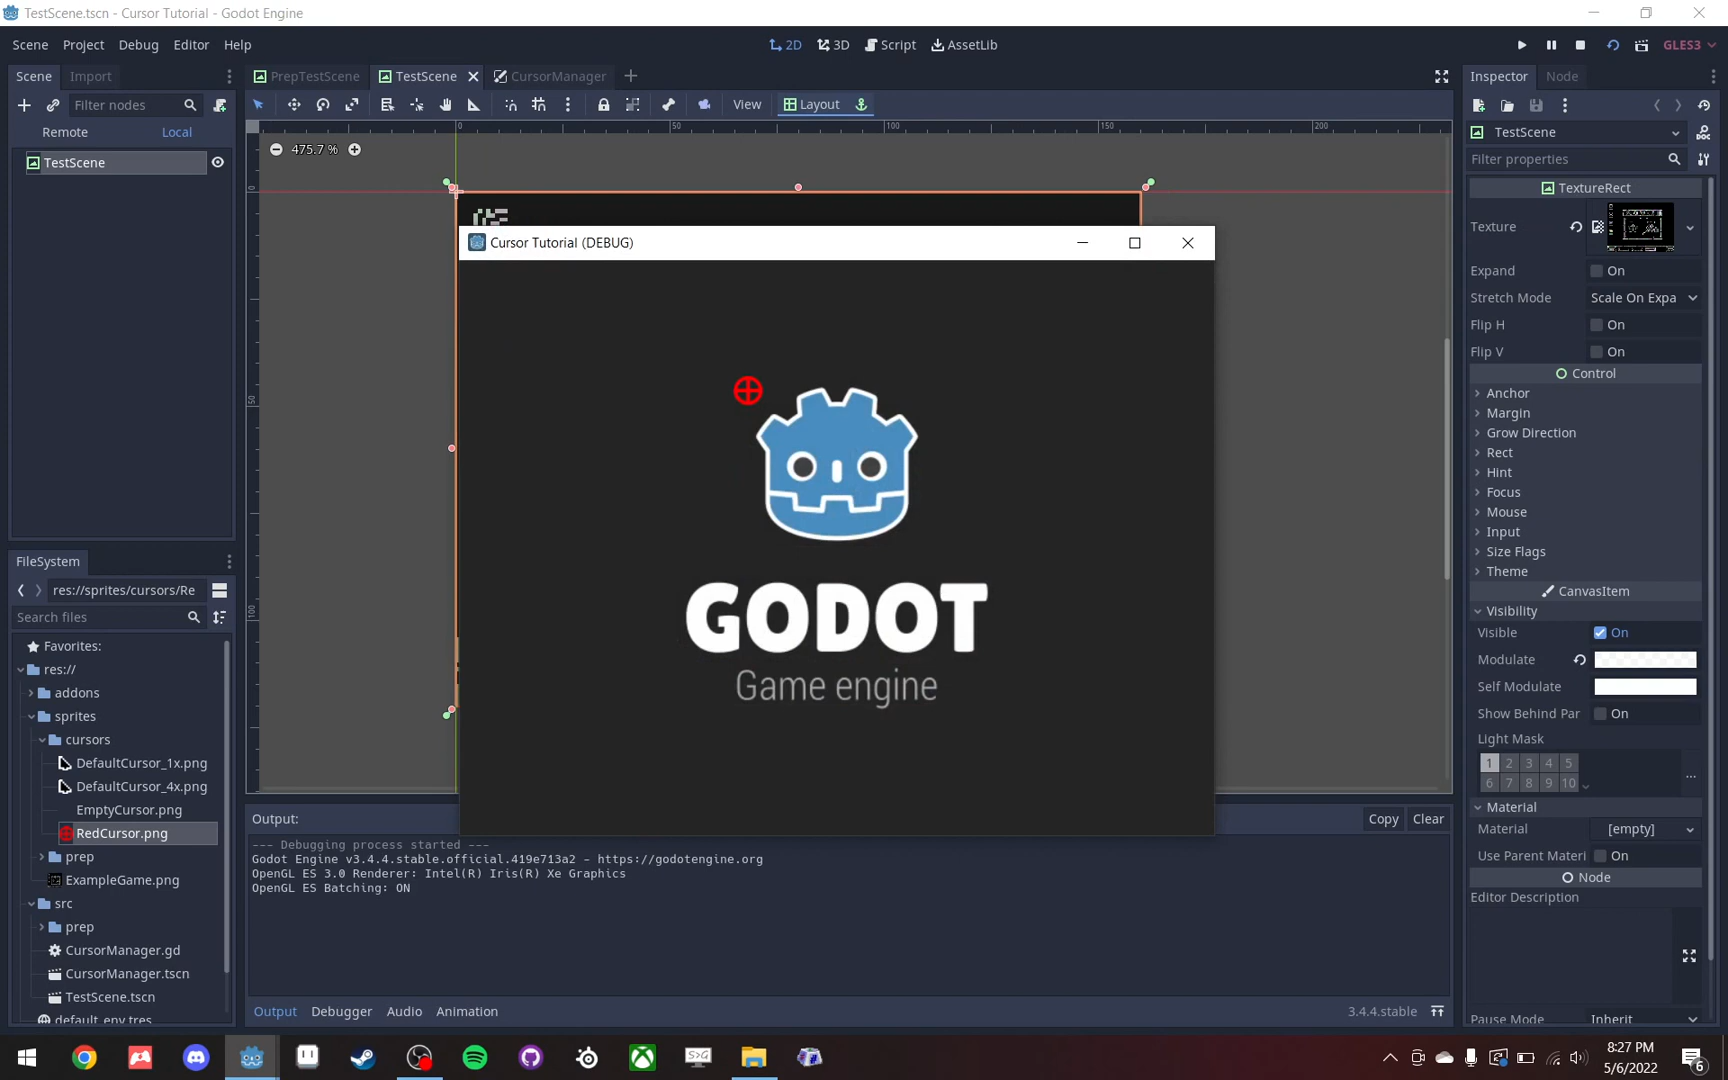 TestScene.tscn - Cursor Tutorial - Godot Engine
Scene Project Debug Editor Help
2D 3D Script AssetLib
GLES3
Scene Import
PrepTestScene TestScene CursorManager
Inspector Node
Filter nodes
View Layout
Remote Local
TestScene
TestScene
Filter properties
0 50 100 150 200
475.7 %
0
50
100
TextureRect
Texture
Expand On
Stretch Mode Scale On Expa
Flip H On
Flip V On
Control
Anchor
Margin
Grow Direction
Rect
Hint
Focus
Mouse
Input
Size Flags
Theme
CanvasItem
Visibility
Visible On
Modulate
Self Modulate
Show Behind Par On
Light Mask
1 2 3 4 5
6 7 8 9 10
...
Material
Material [empty]
Use Parent Materi On
Node
Editor Description
Pause Mode Inherit
Cursor Tutorial (DEBUG)
GODOT
Game engine
FileSystem
res://sprites/cursors/Re
Search files
Favorites:
res://
addons
sprites
cursors
DefaultCursor_1x.png
DefaultCursor_4x.png
EmptyCursor.png
RedCursor.png
prep
ExampleGame.png
src
prep
CursorManager.gd
CursorManager.tscn
TestScene.tscn
default_env.tres
Output: Copy Clear
--- Debugging process started ---
Godot Engine v3.4.4.stable.official.419e713a2 - https://godotengine.org
OpenGL ES 3.0 Renderer: Intel(R) Iris(R) Xe Graphics
OpenGL ES Batching: ON
Output Debugger Audio Animation
3.4.4.stable
8:27 PM
5/6/2022
6